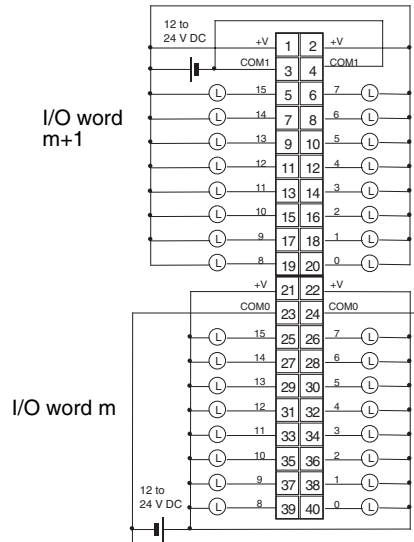 12 to
24 V DC
+V 1 2 +V
COM1 3 4 COM1
L 15 5 6 7 L
I/O word
m+1
L 14 7 8 6 L
L 13 9 10 5 L
L 12 11 12 4 L
L 11 13 14 3 L
L 10 15 16 2 L
L 9 17 18 1 L
L 8 19 20 0 L
+V 21 22 +V
COM0 23 24 COM0
L 15 25 26 7 L
L 14 27 28 6 L
L 13 29 30 5 L
I/O word m
L 12 31 32 4 L
L 11 33 34 3 L
L 10 35 36 2 L
L 9 37 38 1 L
12 to
24 V DC
L 8 39 40 0 L